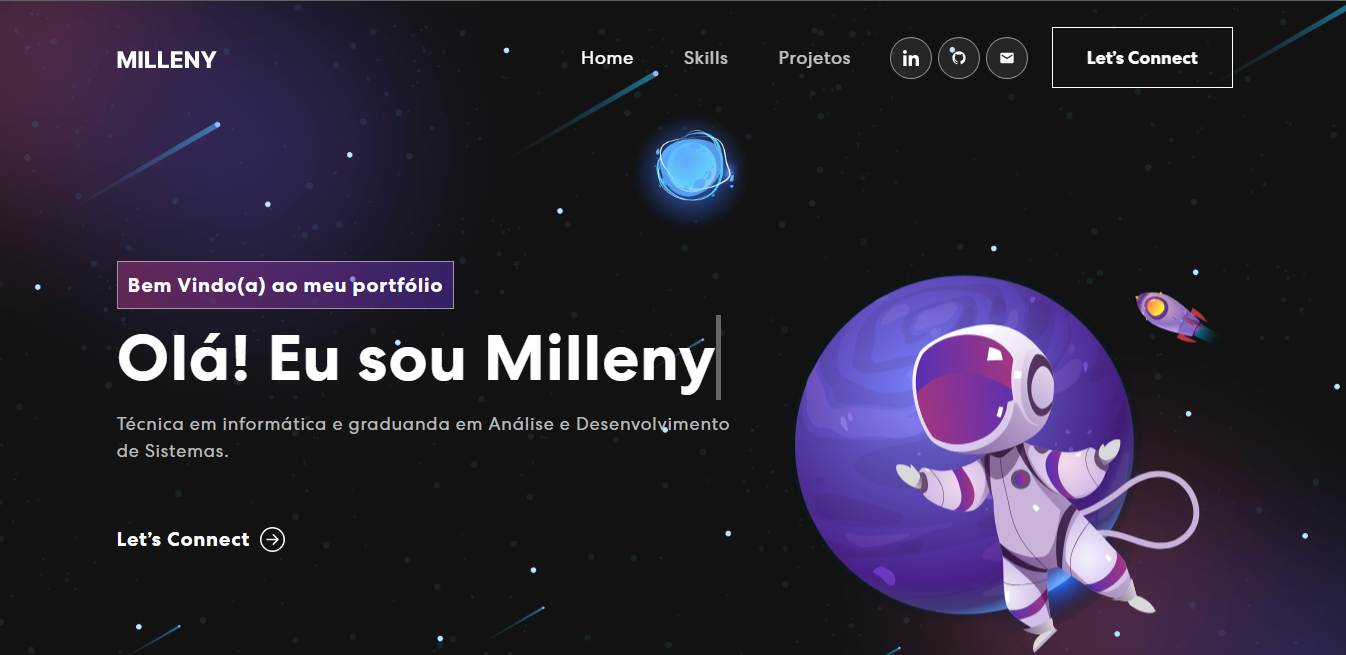 MILLENY
Home
Skills
Projetos
in
Let's Connect
Bem Vindo(a) ao meu portfólio
Olá! Eu sou Milleny
Técnica em informática e graduanda em Análise e Desenvolvimento
de Sistemas.
Let's Connect